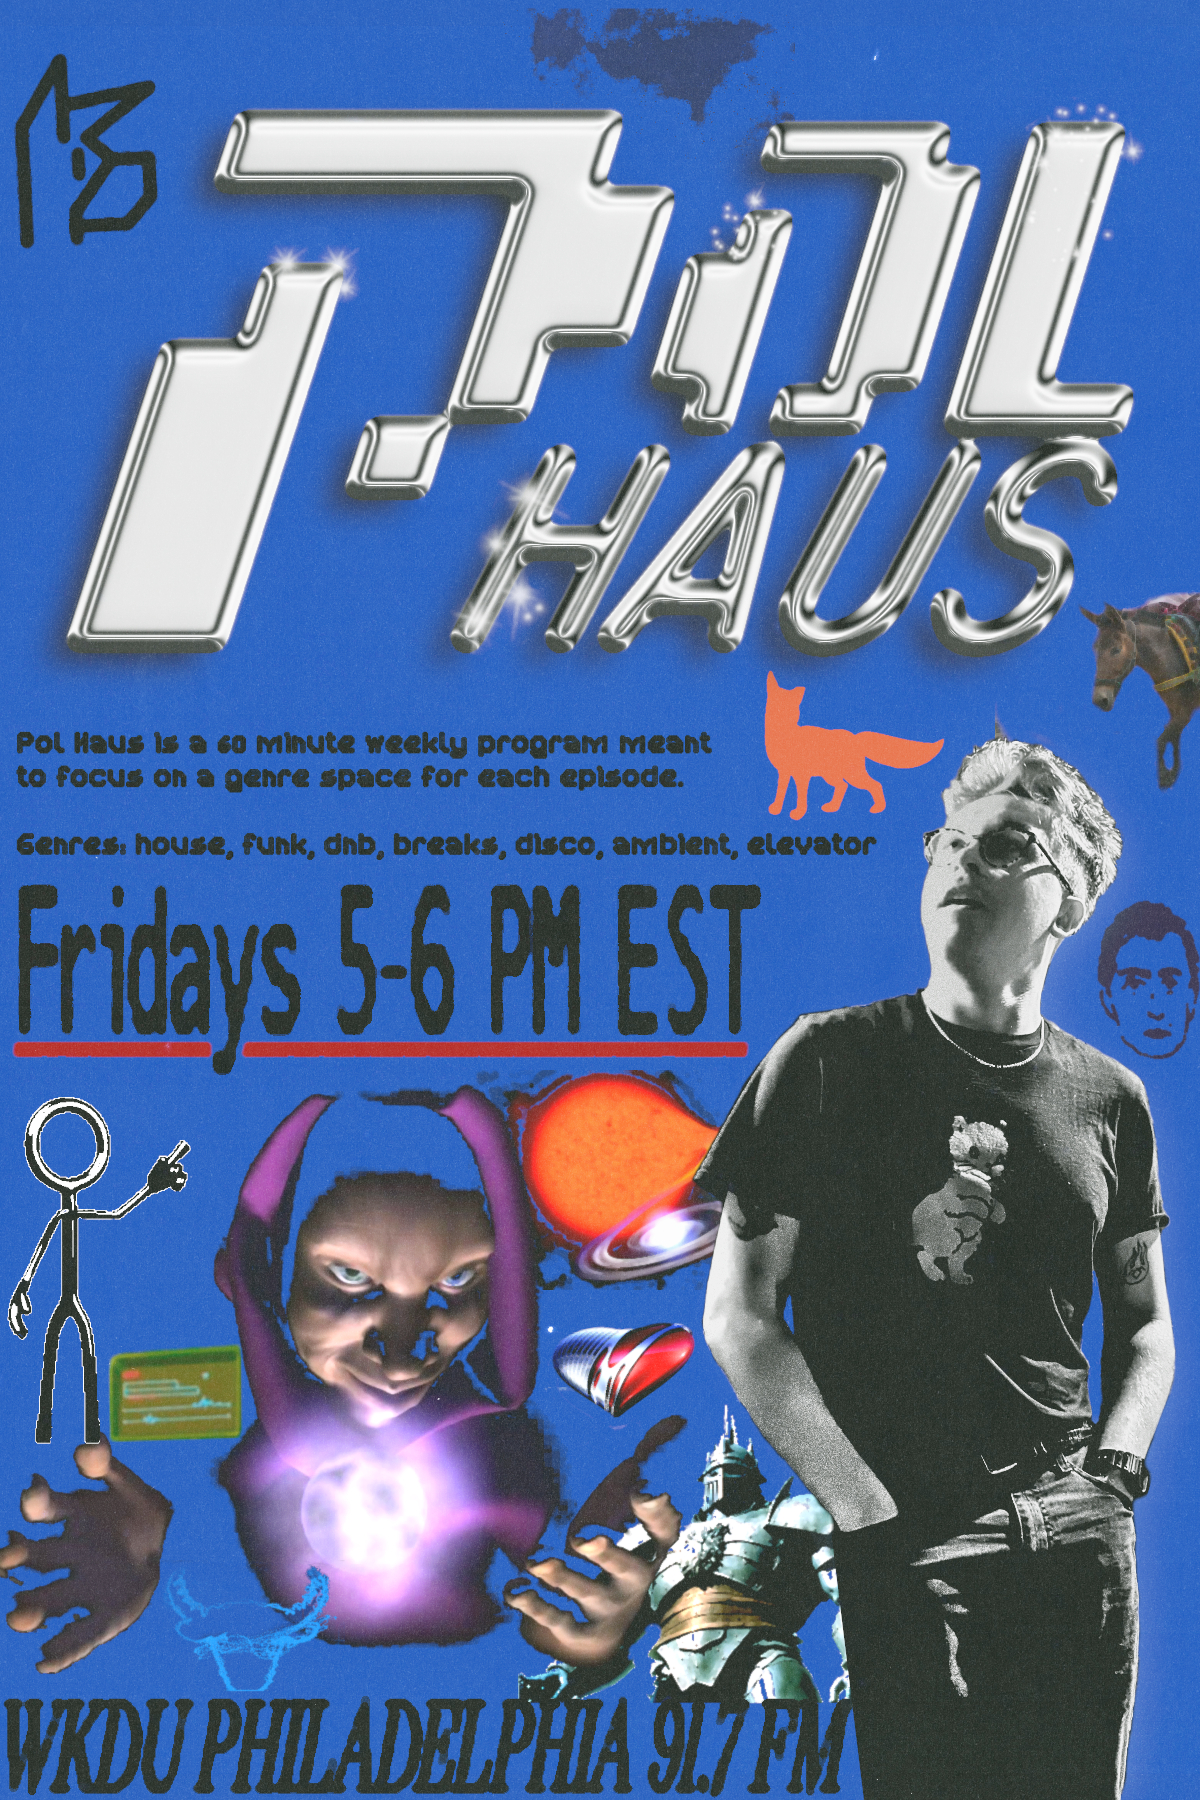 POL
HAUS
Pol Haus is a 60 minute weekly program meant
to focus on a genre space for each episode.
Genres: house, funk, dnb, breaks, disco, ambient, elevator
Fridays 5-6 PM EST
WKDU PHILADELPHIA 91.7 FM